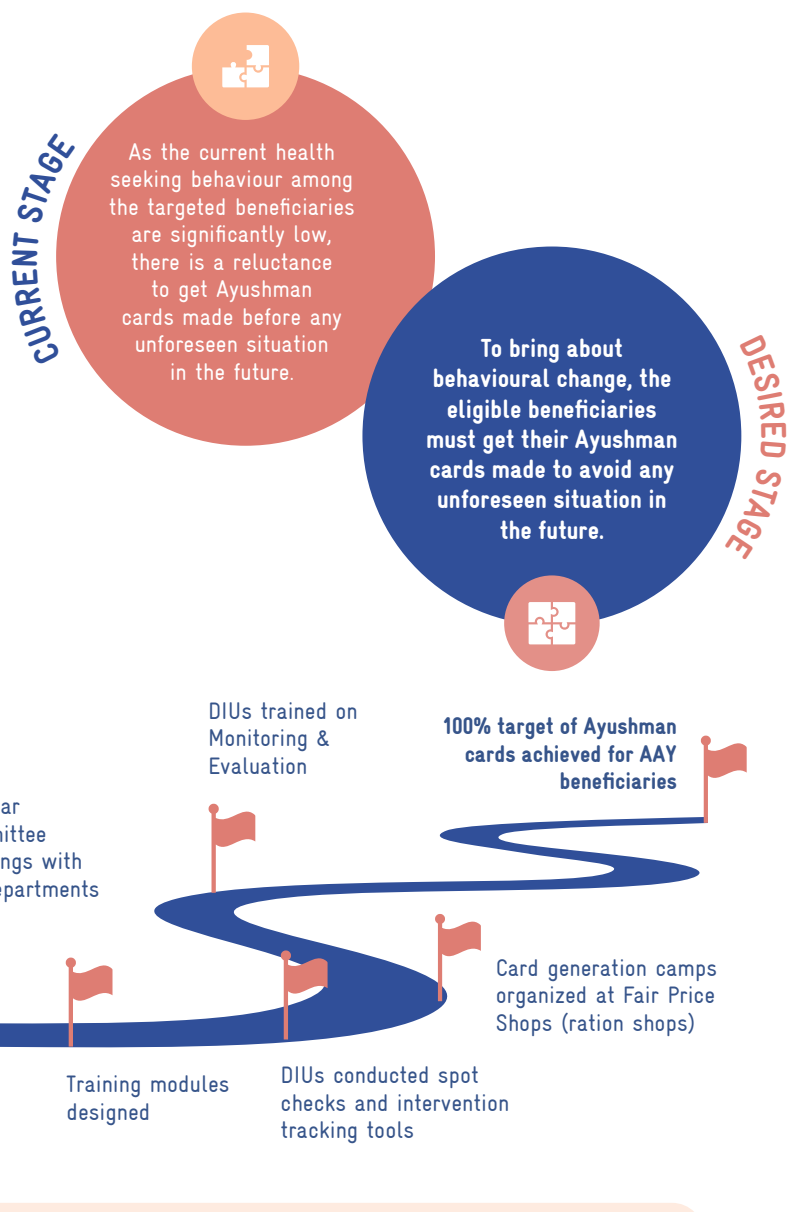 CURRENT STAGE
As the current health
seeking behaviour among
the targeted beneficiaries
are significantly low,
there is a reluctance
to get Ayushman
cards made before any
unforeseen situation
in the future.
DESIRED STAGE
To bring about
behavioural change, the
eligible beneficiaries
must get their Ayushman
cards made to avoid any
unforeseen situation in
the future.
DIUs trained on
Monitoring &
Evaluation
100% target of Ayushman
cards achieved for AAY
beneficiaries
with
Card generation camps
organized at Fair Price
Shops (ration shops)
Training modules
designed
DIUs conducted spot
checks and intervention
tracking tools